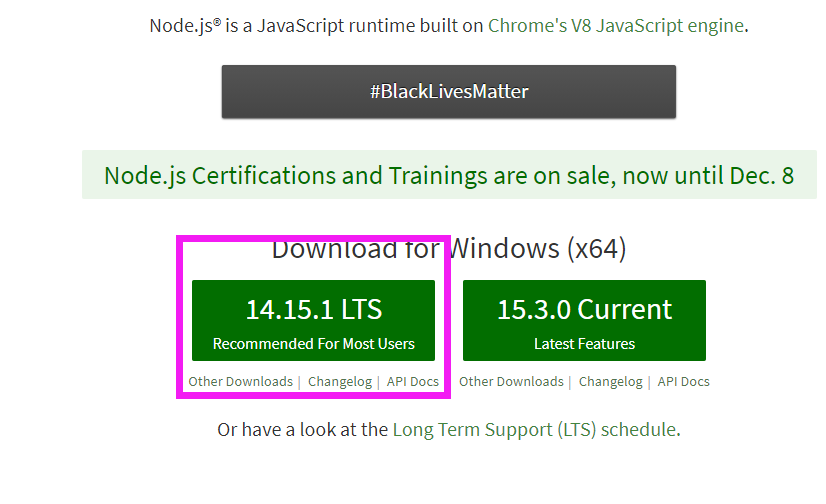 Node.js® is a JavaScript runtime built on Chrome's V8 JavaScript engine.
#BlackLivesMatter
Node.js Certifications and Trainings are on sale, now until Dec. 8
Download for Windows (x64)
14.15.1 LTS
Recommended For Most Users
15.3.0 Current
Latest Features
Other Downloads | Changelog | API Docs
Other Downloads | Changelog | API Docs
Or have a look at the Long Term Support (LTS) schedule.